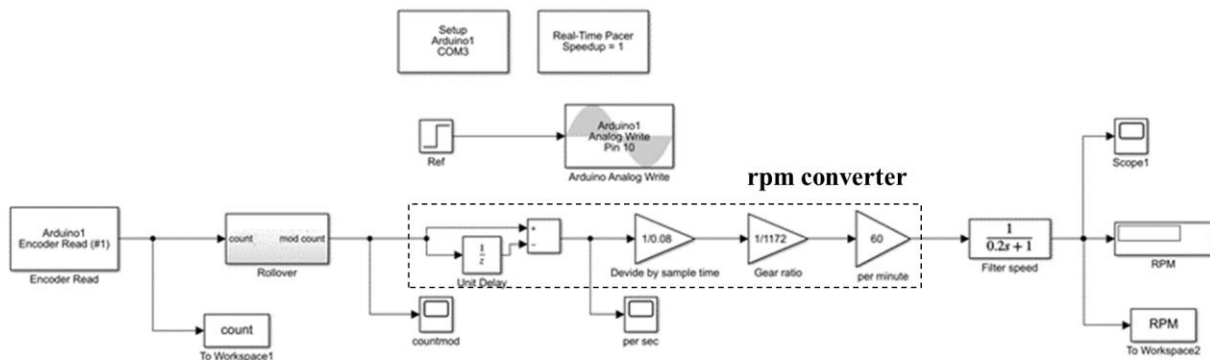 Setup
Arduino1
COM3
Real-Time Pacer
Speedup = 1
Ref
Arduino1
Analog Write
Pin 10
Arduino Analog Write
rpm converter
Scope1
Arduino1
Encoder Read (#1)
Encoder Read
count mod count
Rollover
+
−
1
z
Unit Delay
1/0.08
Devide by sample time
1/1172
Gear ratio
60
per minute
1
0.2s + 1
Filter speed
RPM
count
To Workspace1
countmod
per sec
RPM
To Workspace2